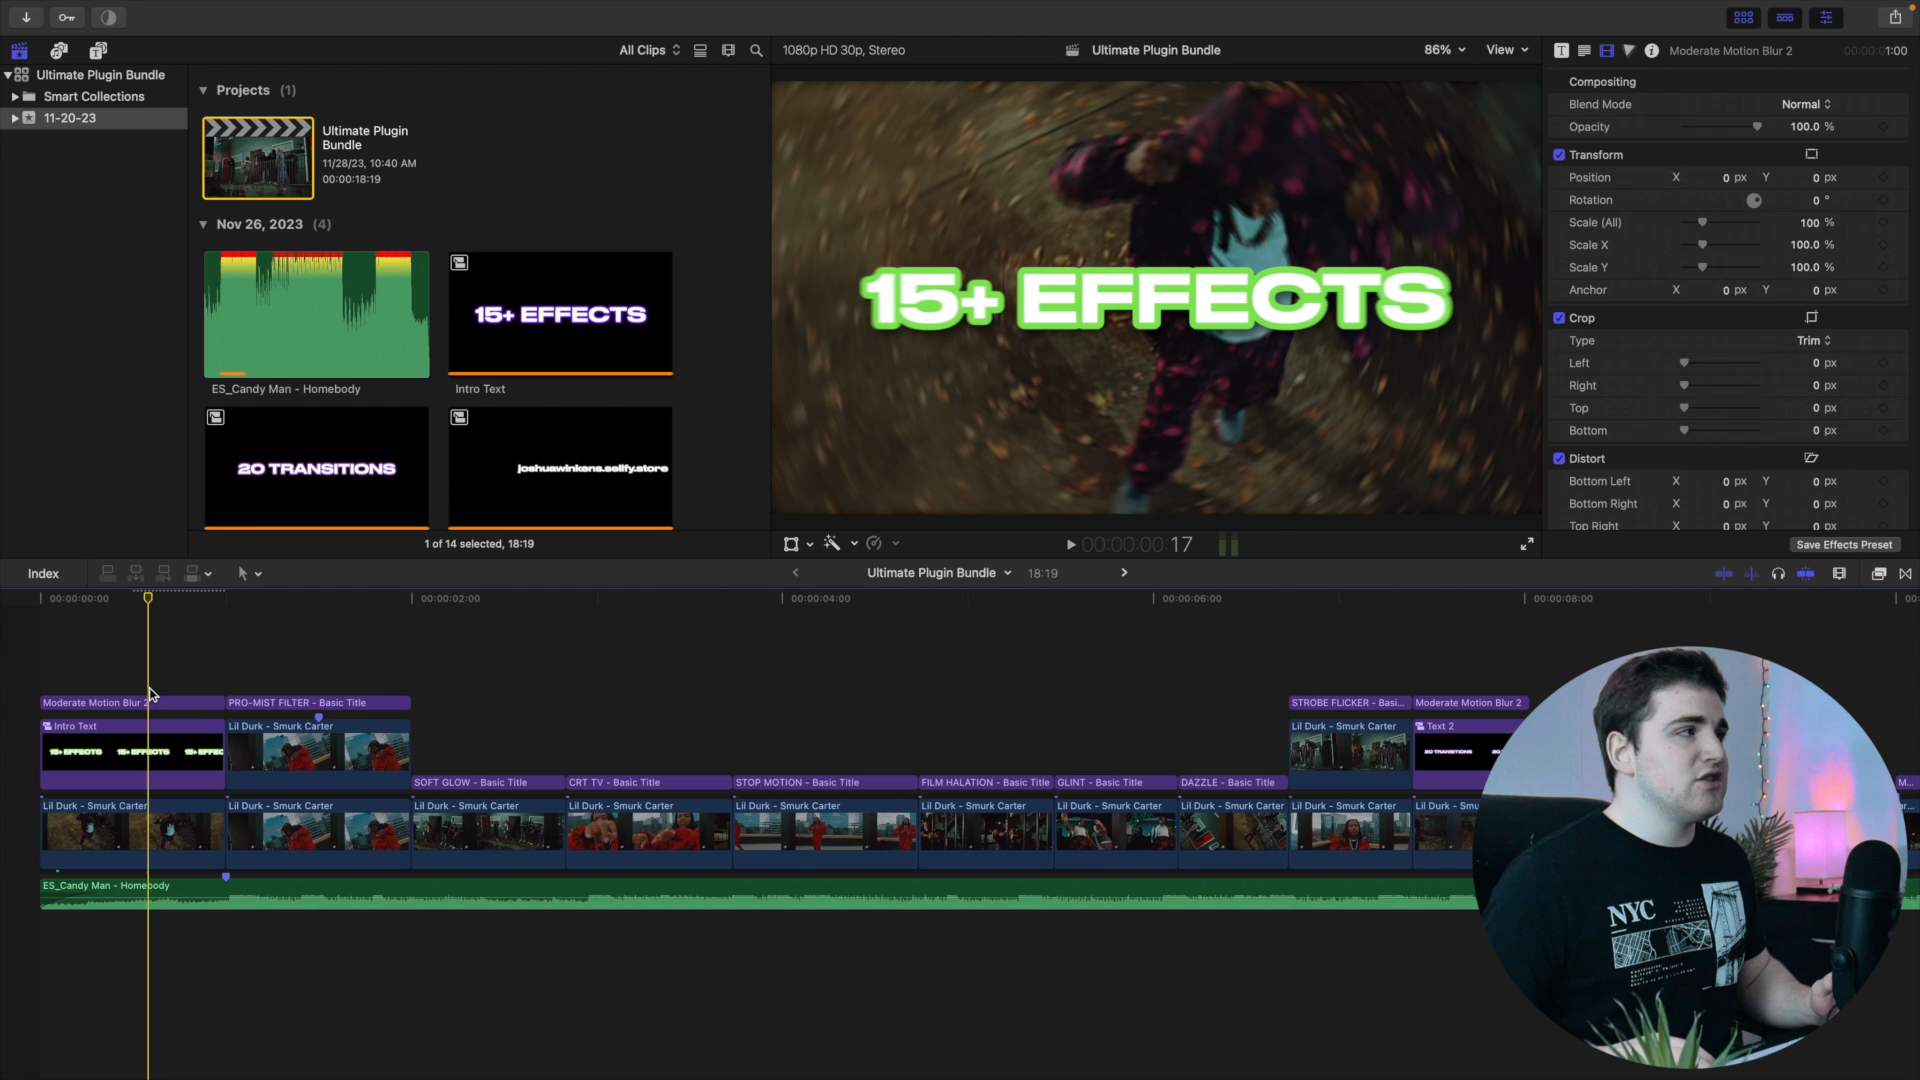 All Clips
1080p HD 30p, Stereo
Ultimate Plugin Bundle
86%
View
Moderate Motion Blur 2
00:00:01:00
Ultimate Plugin Bundle
Smart Collections
11-20-23
Projects (1)
Ultimate Plugin
Bundle
11/28/23, 10:40 AM
00:00:18:19
Nov 26, 2023 (4)
15+ EFFECTS
ES_Candy Man - Homebody
Intro Text
20 TRANSITIONS
joshuawinkens.sellfy.store
1 of 14 selected, 18:19
15+ EFFECTS
00:00:00:17
Compositing
Blend Mode Normal
Opacity 100.0 %
Transform
Position X 0 px Y 0 px
Rotation 0 °
Scale (All) 100 %
Scale X 100.0 %
Scale Y 100.0 %
Anchor X 0 px Y 0 px
Crop
Type Trim
Left 0 px
Right 0 px
Top 0 px
Bottom 0 px
Distort
Bottom Left X 0 px Y 0 px
Bottom Right X 0 px Y 0 px
Top Right X 0 px Y 0 px
Save Effects Preset
Index
Ultimate Plugin Bundle
18:19
00:00:00:00
00:00:02:00
00:00:04:00
00:00:06:00
00:00:08:00
00:
Moderate Motion Blur 2
PRO-MIST FILTER - Basic Title
STROBE FLICKER - Basi...
Moderate Motion Blur 2
Intro Text
Lil Durk - Smurk Carter
Lil Durk - Smurk Carter
Text 2
15+ EFFECTS 15+ EFFECTS 15+ EFFEC
20 TRANSITIONS 20
SOFT GLOW - Basic Title
CRT TV - Basic Title
STOP MOTION - Basic Title
FILM HALATION - Basic Title
GLINT - Basic Title
DAZZLE - Basic Title
M...
Lil Durk - Smurk Carter
Lil Durk - Smurk Carter
Lil Durk - Smurk Carter
Lil Durk - Smurk Carter
Lil Durk - Smurk Carter
Lil Durk - Smurk Carter
Lil Durk - Smurk Carter
Lil Durk - Smurk Carter
Lil Durk - Smurk Carter
Lil Durk - Smu
ar...
ES_Candy Man - Homebody
NYC